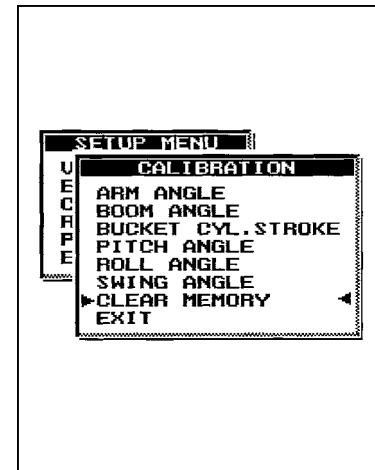 SETUP MENU
V
E
C
A
P
E
CALIBRATION
ARM ANGLE
BOOM ANGLE
BUCKET CYL.STROKE
PITCH ANGLE
ROLL ANGLE
SWING ANGLE
CLEAR MEMORY
EXIT